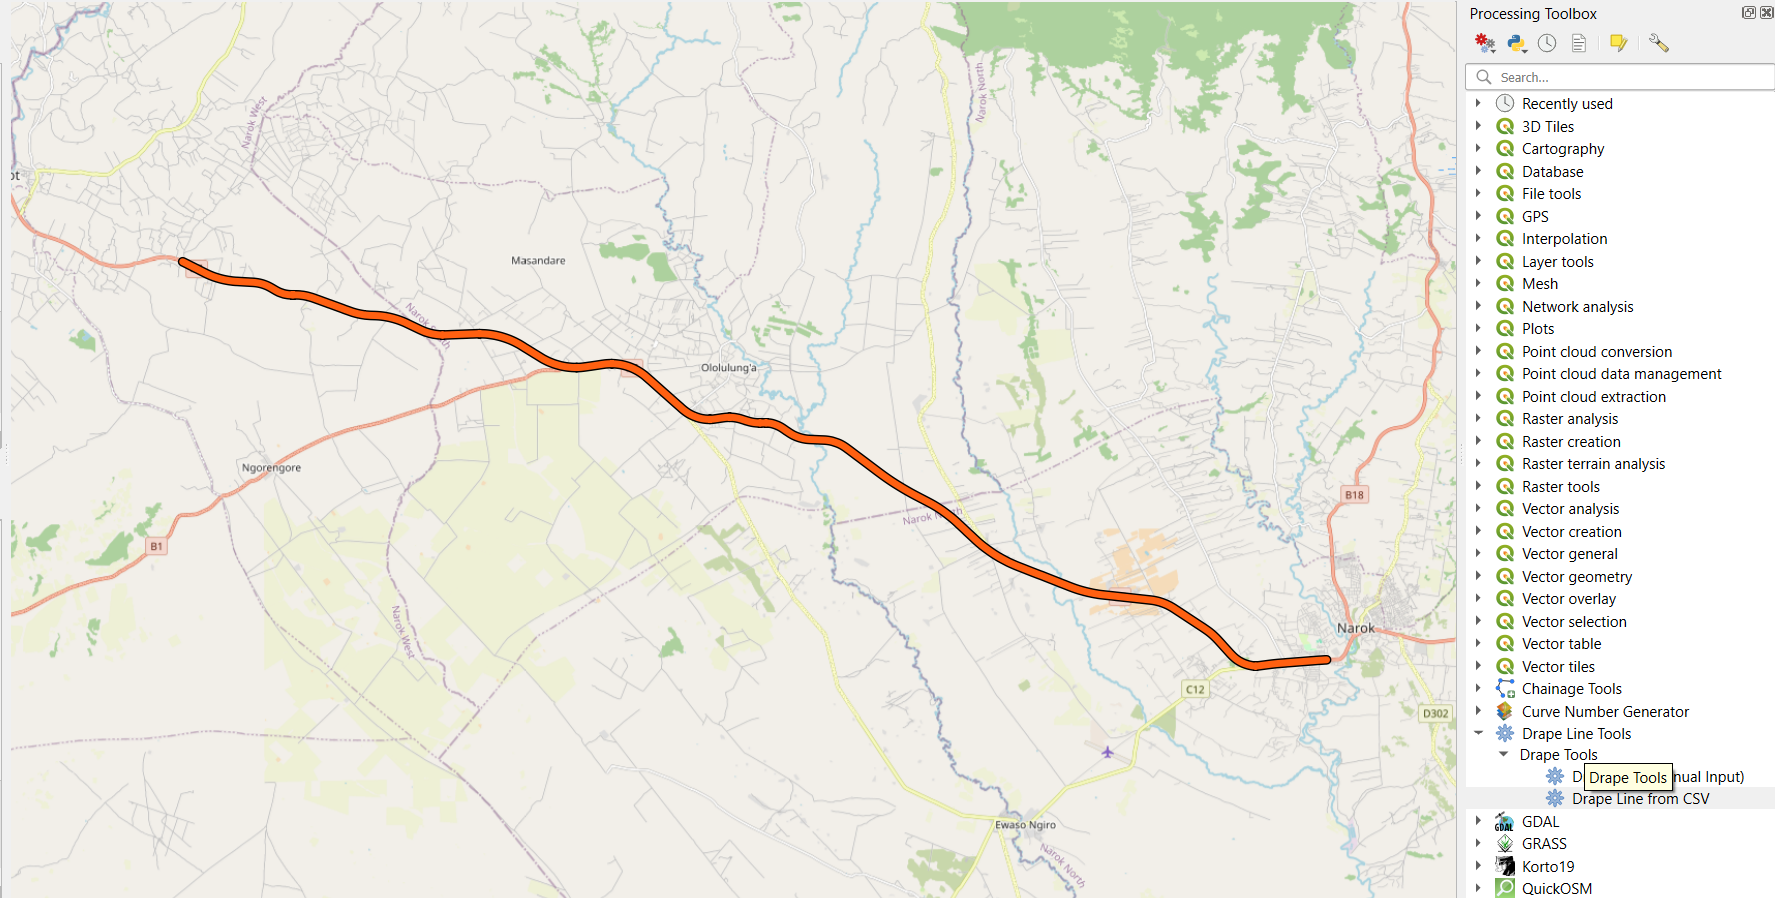 ot
Narok West
Narok North
Masandare
Ololulung'a
Ngorengore
B1
Narok North
Narok West
B18
Narok
C12
D302
Ewaso Ngiro
Narok North
Processing Toolbox
Search...
Recently used
3D Tiles
Cartography
Database
File tools
GPS
Interpolation
Layer tools
Mesh
Network analysis
Plots
Point cloud conversion
Point cloud data management
Point cloud extraction
Raster analysis
Raster creation
Raster terrain analysis
Raster tools
Vector analysis
Vector creation
Vector general
Vector geometry
Vector overlay
Vector selection
Vector table
Vector tiles
Chainage Tools
Curve Number Generator
Drape Line Tools
Drape Tools
D Drape Tools nual Input)
Drape Line from CSV
GDAL
GDAL
GRASS
Korto19
QuickOSM